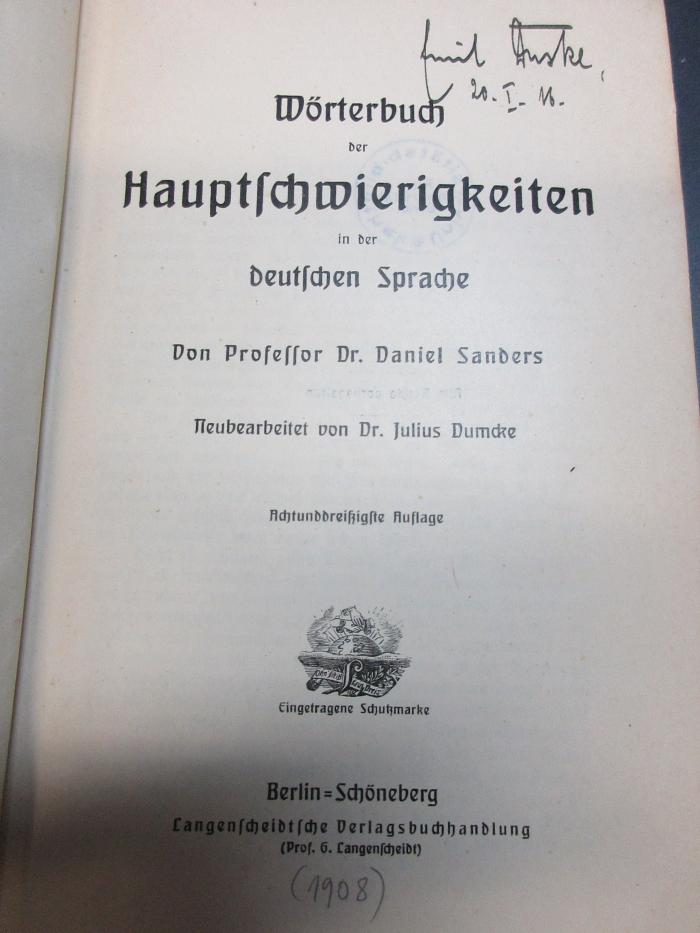 Emil
20. I. 16.
Wörterbuch
der
Hauptſchwierigkeiten
in der
deutſchen Sprache
Von Profeſſor Dr. Daniel Sanders
Neubearbeitet von Dr. Julius Dumcke
Achtunddreißigſte Auflage
Eingetragene Schutzmarke
Berlin=Schöneberg
Langenſcheidtſche Verlagsbuchhandlung
(Prof. G. Langenſcheidt)
(1908)